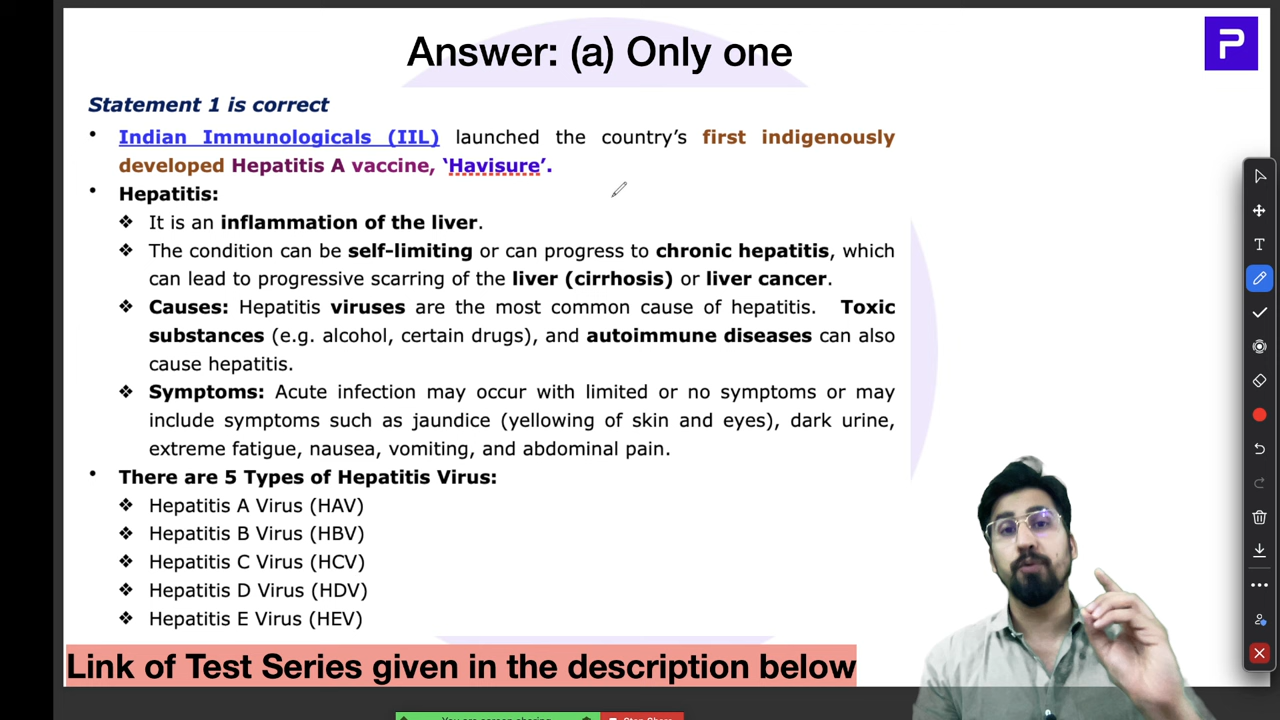 Answer: (a) Only one
P
Statement 1 is correct
• Indian Immunologicals (IIL) launched the country’s first indigenously
developed Hepatitis A vaccine, ‘Havisure’.
• Hepatitis:
❖ It is an inflammation of the liver.
❖ The condition can be self-limiting or can progress to chronic hepatitis, which
can lead to progressive scarring of the liver (cirrhosis) or liver cancer.
❖ Causes: Hepatitis viruses are the most common cause of hepatitis. Toxic
substances (e.g. alcohol, certain drugs), and autoimmune diseases can also
cause hepatitis.
❖ Symptoms: Acute infection may occur with limited or no symptoms or may
include symptoms such as jaundice (yellowing of skin and eyes), dark urine,
extreme fatigue, nausea, vomiting, and abdominal pain.
• There are 5 Types of Hepatitis Virus:
❖ Hepatitis A Virus (HAV)
❖ Hepatitis B Virus (HBV)
❖ Hepatitis C Virus (HCV)
❖ Hepatitis D Virus (HDV)
❖ Hepatitis E Virus (HEV)
Link of Test Series given in the description below
You are screen sharing
Stop Share